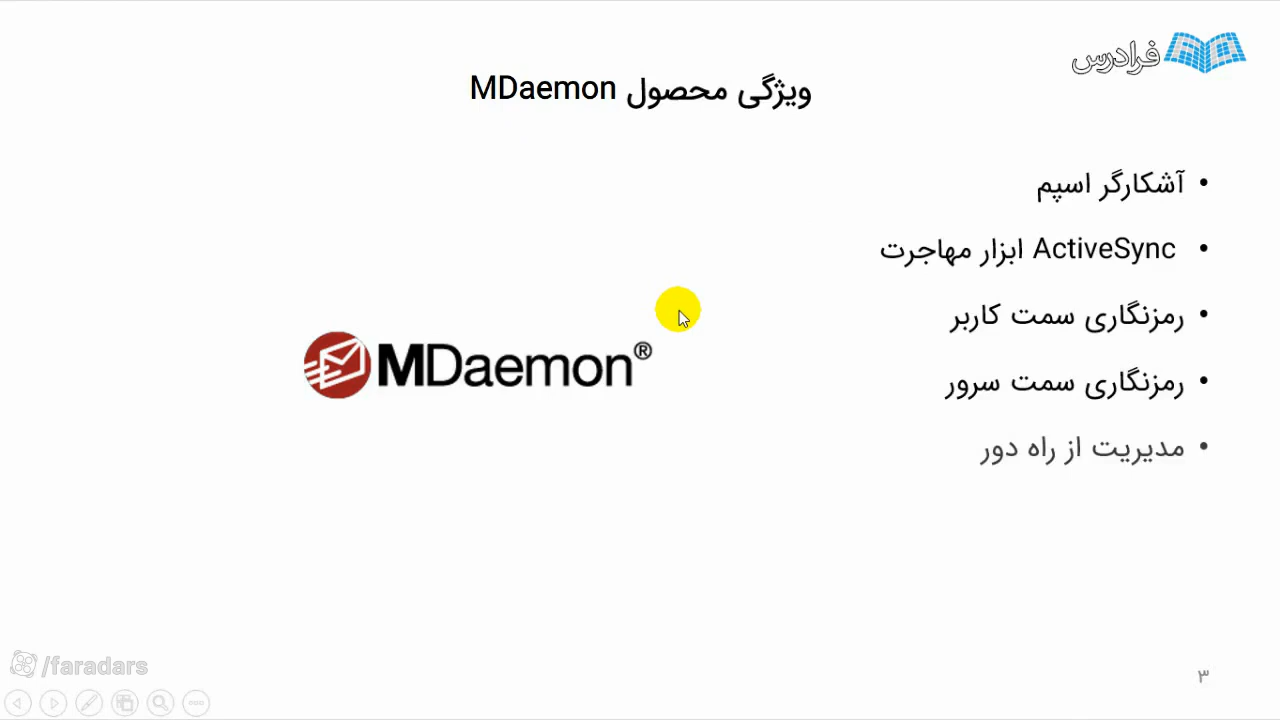 فرادرس
ویژگی محصول MDaemon
• آشکارگر اسپم
• ActiveSync ابزار مهاجرت
• رمزنگاری سمت کاربر
• رمزنگاری سمت سرور
• مدیریت از راه دور
MDaemon®
/faradars
۳